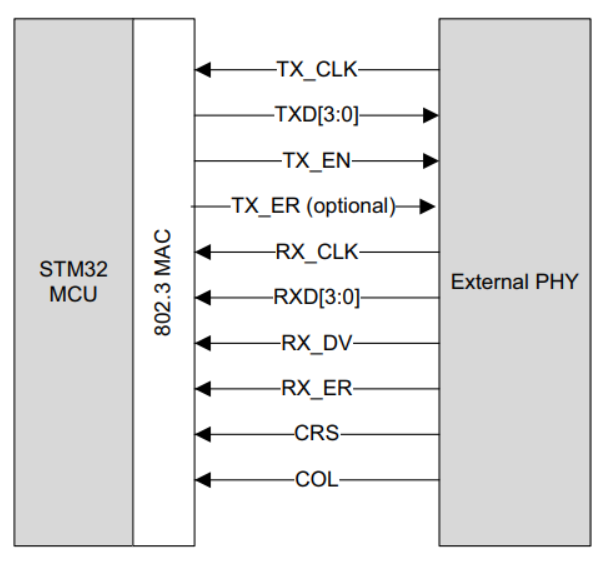 TX_CLK
TXD[3:0]
TX_EN
TX_ER (optional)
RX_CLK
STM32
MCU
802.3 MAC
RXD[3:0]
External PHY
RX_DV
RX_ER
CRS
COL